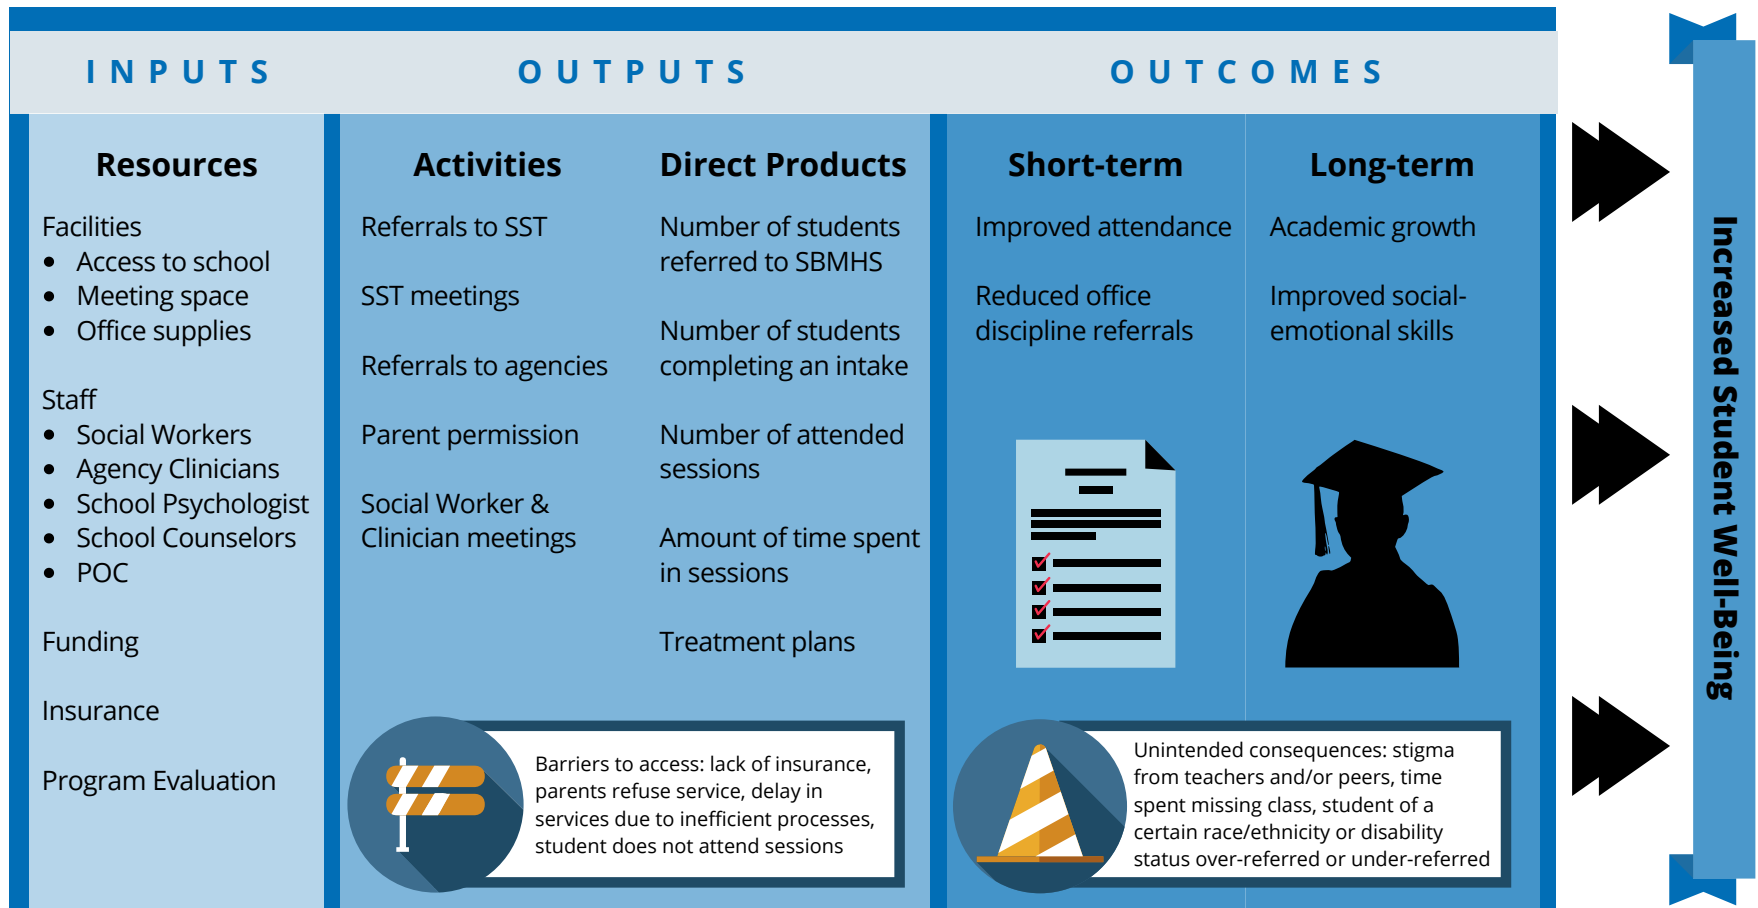 INPUTS
OUTPUTS
OUTCOMES
Resources
Facilities
• Access to school
• Meeting space
• Office supplies
Staff
• Social Workers
• Agency Clinicians
• School Psychologist
• School Counselors
• POC
Funding
Insurance
Program Evaluation
Activities
Referrals to SST
SST meetings
Referrals to agencies
Parent permission
Social Worker &
Clinician meetings
Direct Products
Number of students
referred to SBMHS
Number of students
completing an intake
Number of attended
sessions
Amount of time spent
in sessions
Treatment plans
Barriers to access: lack of insurance,
parents refuse service, delay in
services due to inefficient processes,
student does not attend sessions
Short-term
Improved attendance
Reduced office
discipline referrals
Long-term
Academic growth
Improved social-
emotional skills
Unintended consequences: stigma
from teachers and/or peers, time
spent missing class, student of a
certain race/ethnicity or disability
status over-referred or under-referred
Increased Student Well-Being